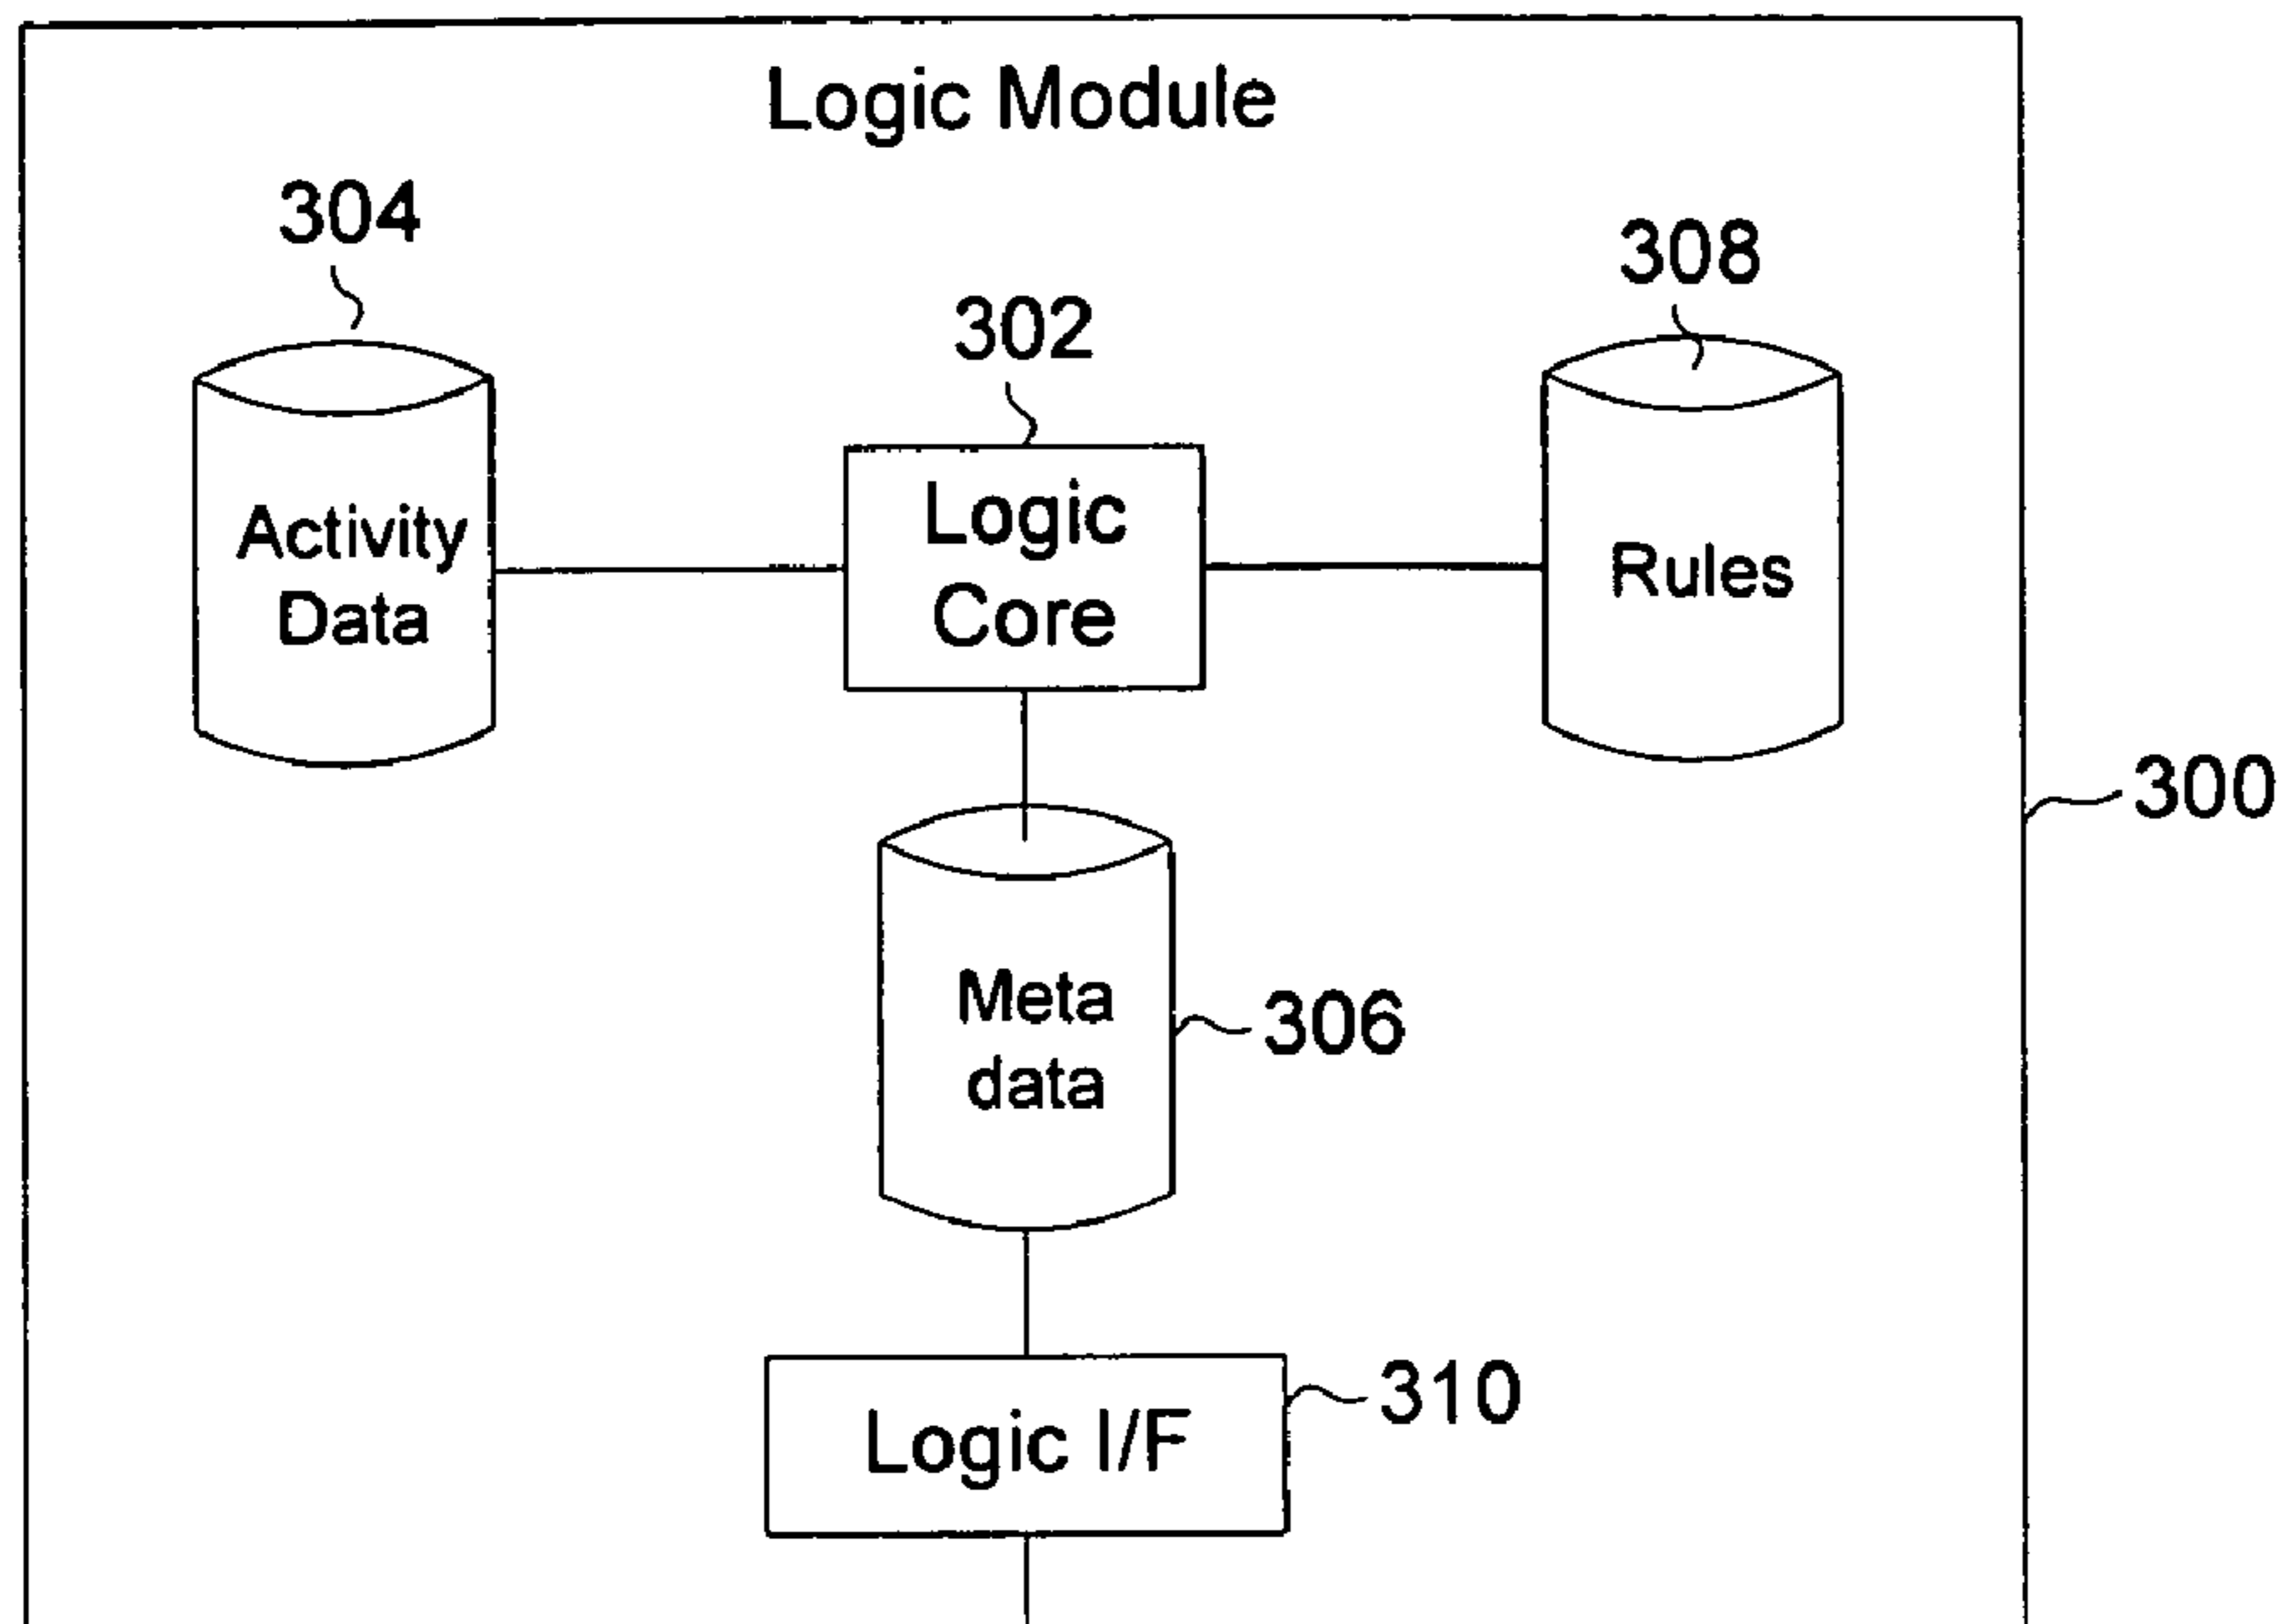 Logic Module
304
308
302
Logic
Core
Activity
Data
Rules
300
Meta
data
306
310
Logic I/F